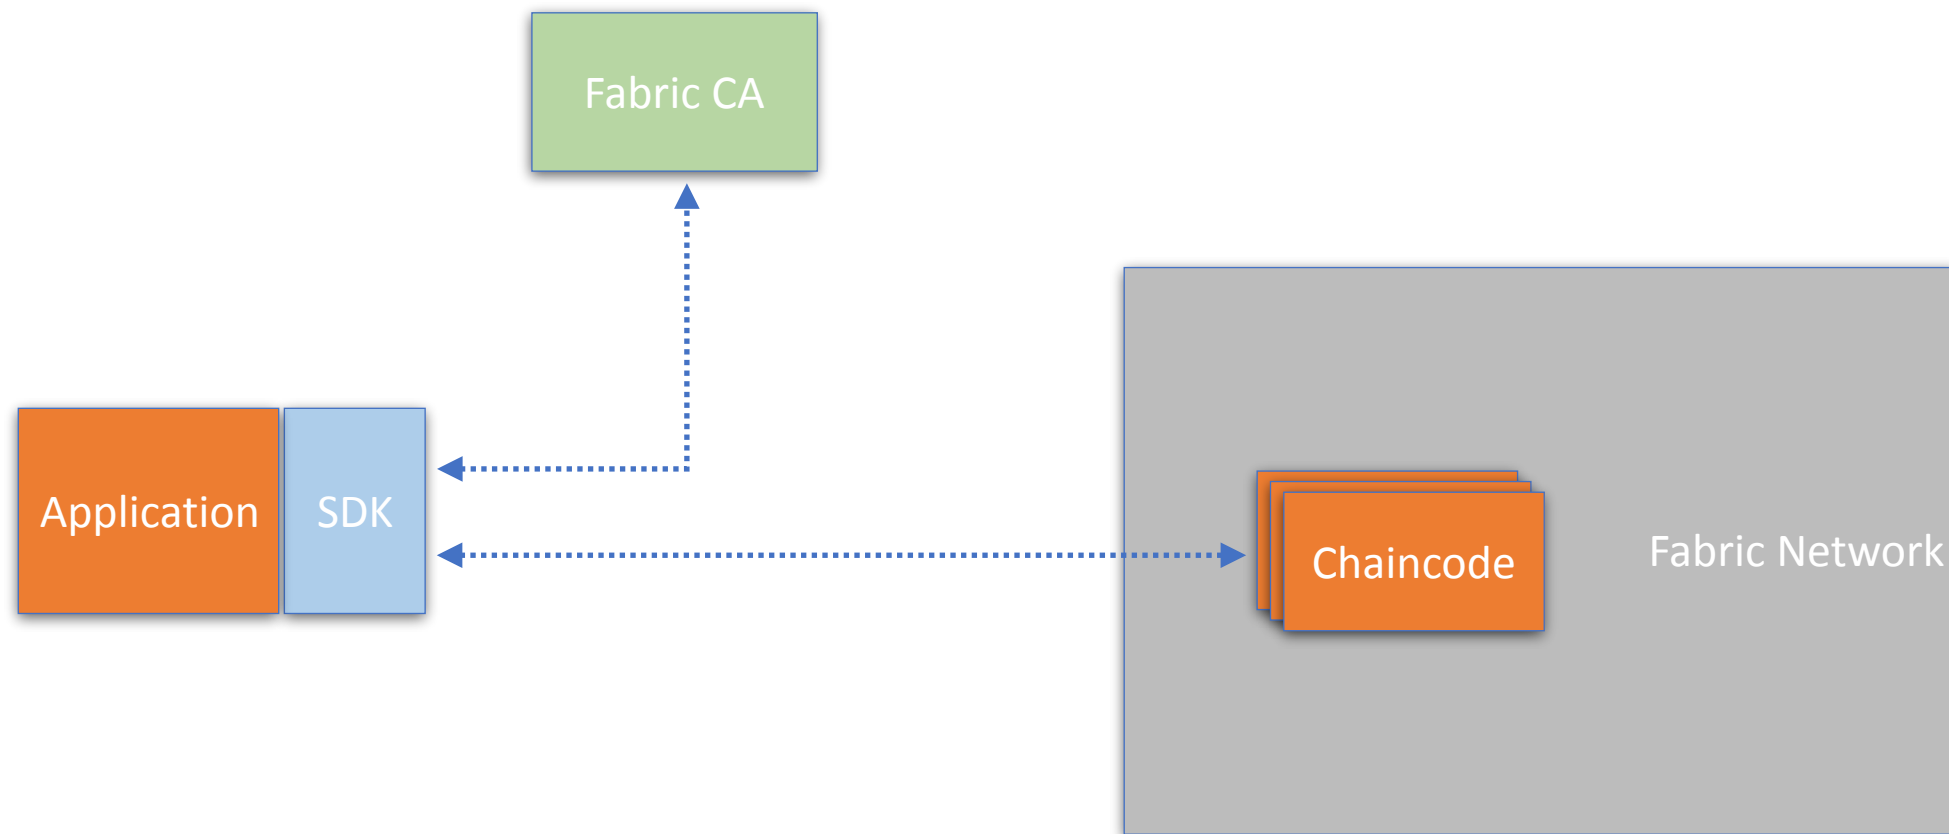 Fabric CA
Application
SDK
Chaincode
Fabric Network